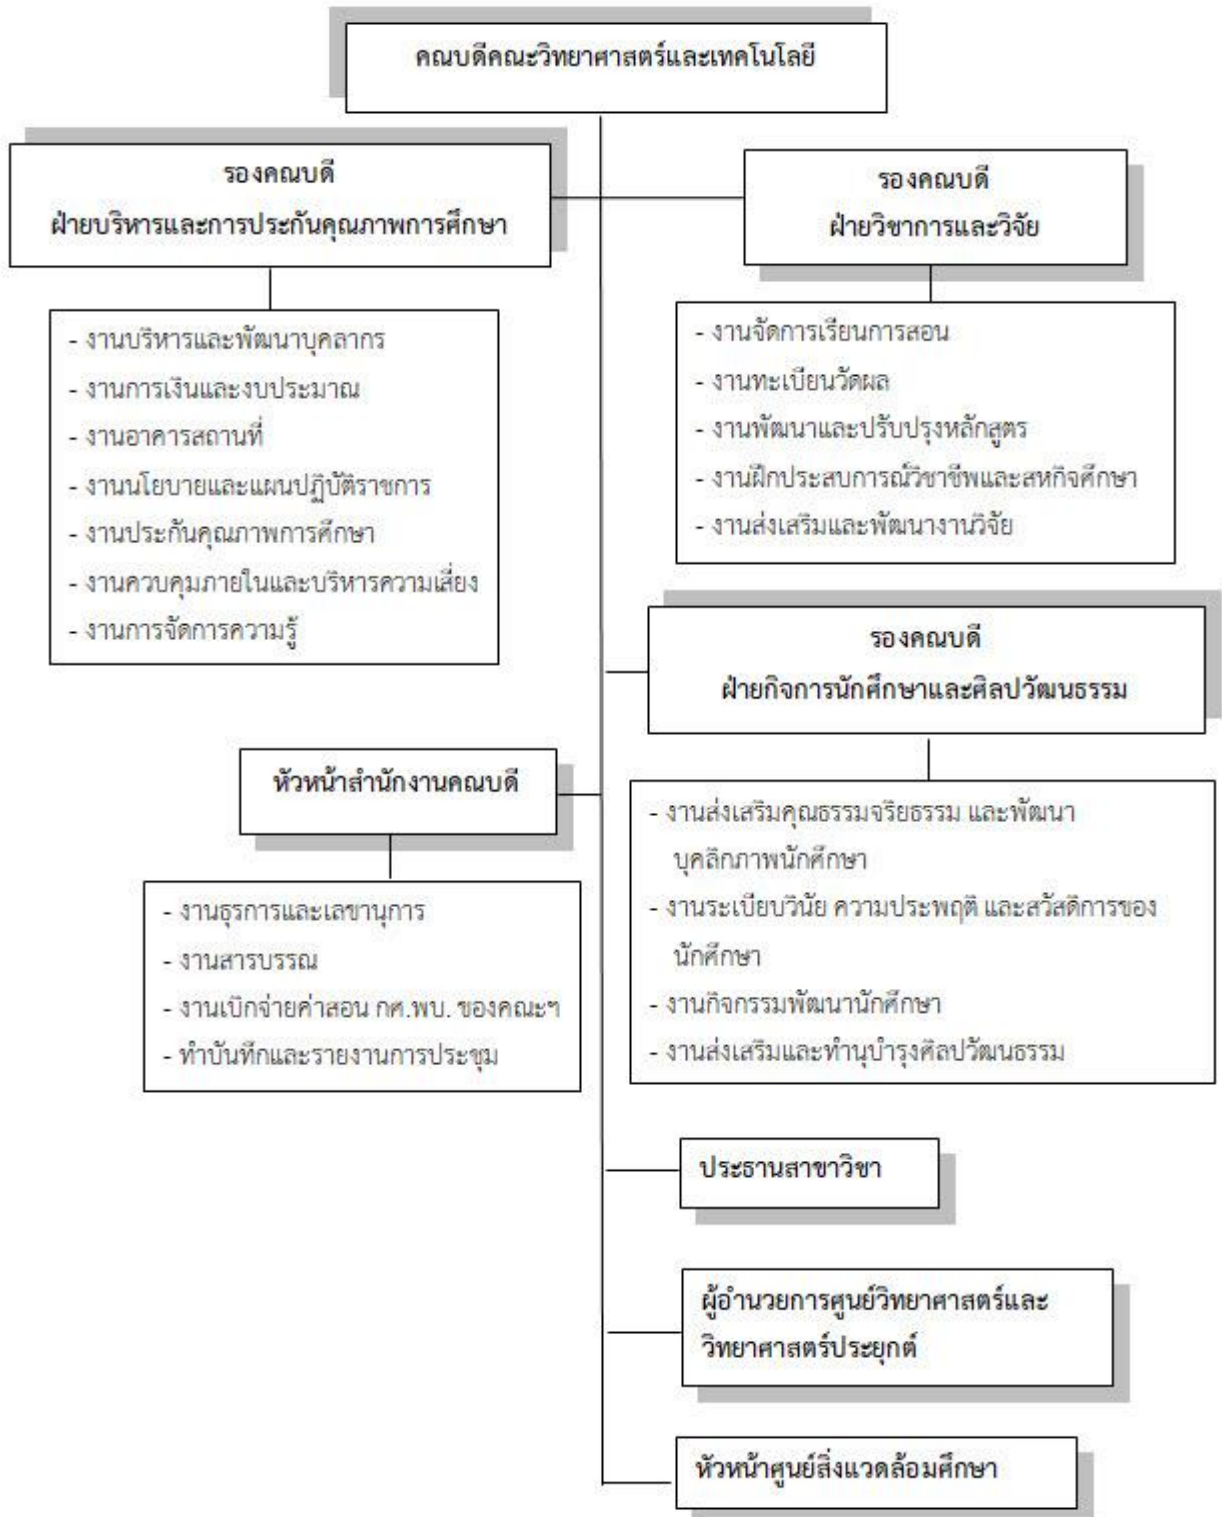 คณบดีคณะวิทยาศาสตร์และเทคโนโลยี
รองคณบดี
ฝ่ายบริหารและการประกันคุณภาพการศึกษา
- งานบริหารและพัฒนาบุคลากร
- งานการเงินและงบประมาณ
- งานอาคารสถานที่
- งานนโยบายและแผนปฏิบัติราชการ
- งานประกันคุณภาพการศึกษา
- งานควบคุมภายในและบริหารความเสี่ยง
- งานการจัดการความรู้
รองคณบดี
ฝ่ายวิชาการและวิจัย
- งานจัดการเรียนการสอน
- งานทะเบียนวัดผล
- งานพัฒนาและปรับปรุงหลักสูตร
- งานฝึกประสบการณ์วิชาชีพและสหกิจศึกษา
- งานส่งเสริมและพัฒนางานวิจัย
รองคณบดี
ฝ่ายกิจการนักศึกษาและศิลปวัฒนธรรม
- งานส่งเสริมคุณธรรมจริยธรรม และพัฒนา
บุคลิกภาพนักศึกษา
- งานระเบียบวินัย ความประพฤติ และสวัสดิการของ
นักศึกษา
- งานกิจกรรมพัฒนานักศึกษา
- งานส่งเสริมและทำนุบำรุงศิลปวัฒนธรรม
หัวหน้าสำนักงานคณบดี
- งานธุรการและเลขานุการ
- งานสารบรรณ
- งานเบิกจ่ายค่าสอน กศ.พบ. ของคณะฯ
- ทำบันทึกและรายงานการประชุม
ประธานสาขาวิชา
ผู้อำนวยการศูนย์วิทยาศาสตร์และ
วิทยาศาสตร์ประยุกต์
หัวหน้าศูนย์สิ่งแวดล้อมศึกษา